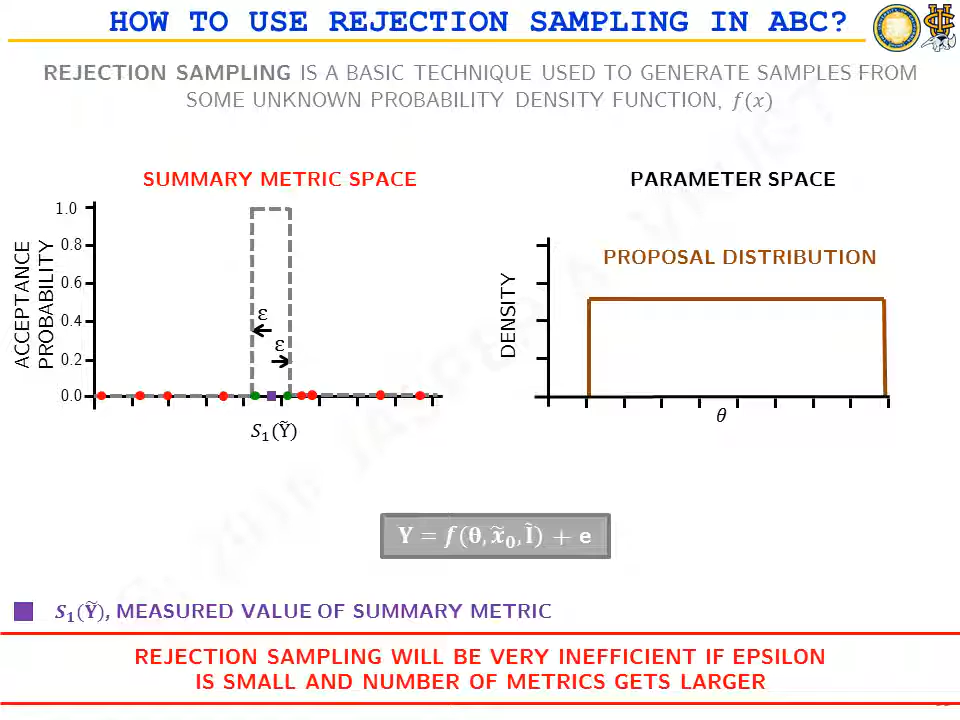 HOW TO USE REJECTION SAMPLING IN ABC?
REJECTION SAMPLING IS A BASIC TECHNIQUE USED TO GENERATE SAMPLES FROM
SOME UNKNOWN PROBABILITY DENSITY FUNCTION, f(x)
SUMMARY METRIC SPACE
ACCEPTANCE
PROBABILITY
1.0
0.8
0.6
0.4
0.2
0.0
ε
ε
S₁(Ỹ)
PARAMETER SPACE
PROPOSAL DISTRIBUTION
DENSITY
θ
Y = f(θ, x̃₀, Ĩ) + e
S₁(Ỹ), MEASURED VALUE OF SUMMARY METRIC
REJECTION SAMPLING WILL BE VERY INEFFICIENT IF EPSILON
IS SMALL AND NUMBER OF METRICS GETS LARGER